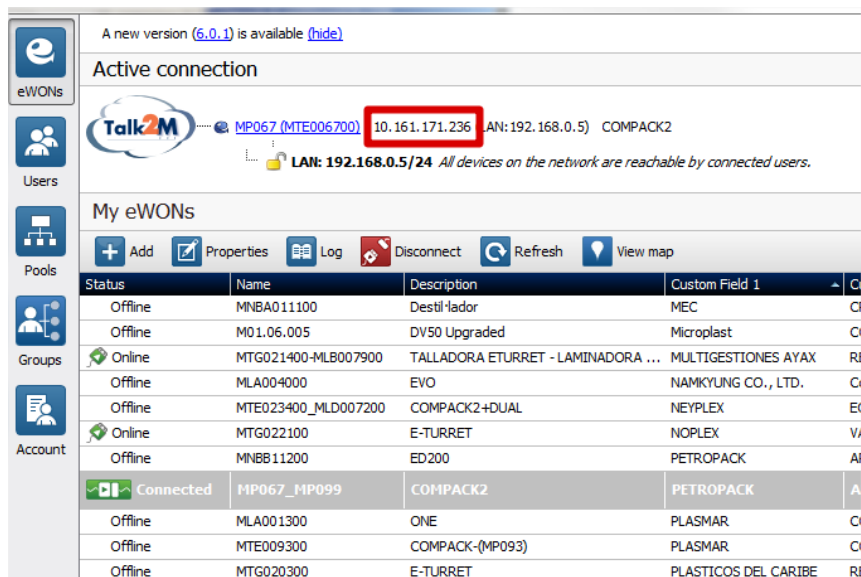 A new version (6.0.1) is available (hide)
eWONs
Active connection
Talk2M MP067 (MTE006700) 10.161.171.236 LAN: 192.168.0.5) COMPACK2
LAN: 192.168.0.5/24 All devices on the network are reachable by connected users.
Users
My eWONs
Add Properties Log Disconnect Refresh View map
Pools
Status Name Description Custom Field 1
Offline MNBA011100 Destil·lador MEC
Offline M01.06.005 DV50 Upgraded Microplast
Groups
Online MTG021400-MLB007900 TALLADORA ETURRET - LAMINADORA ... MULTIGESTIONES AYAX
Offline MLA004000 EVO NAMKYUNG CO., LTD.
Offline MTE023400_MLD007200 COMPACK2+DUAL NEYPLEX
Online MTG022100 E-TURRET NOPLEX
Account
Offline MNBB11200 ED200 PETROPACK
Connected MP067_MP099 COMPACK2 PETROPACK
Offline MLA001300 ONE PLASMAR
Offline MTE009300 COMPACK-(MP093) PLASMAR
Offline MTG020300 E-TURRET PLASTICOS DEL CARIBE